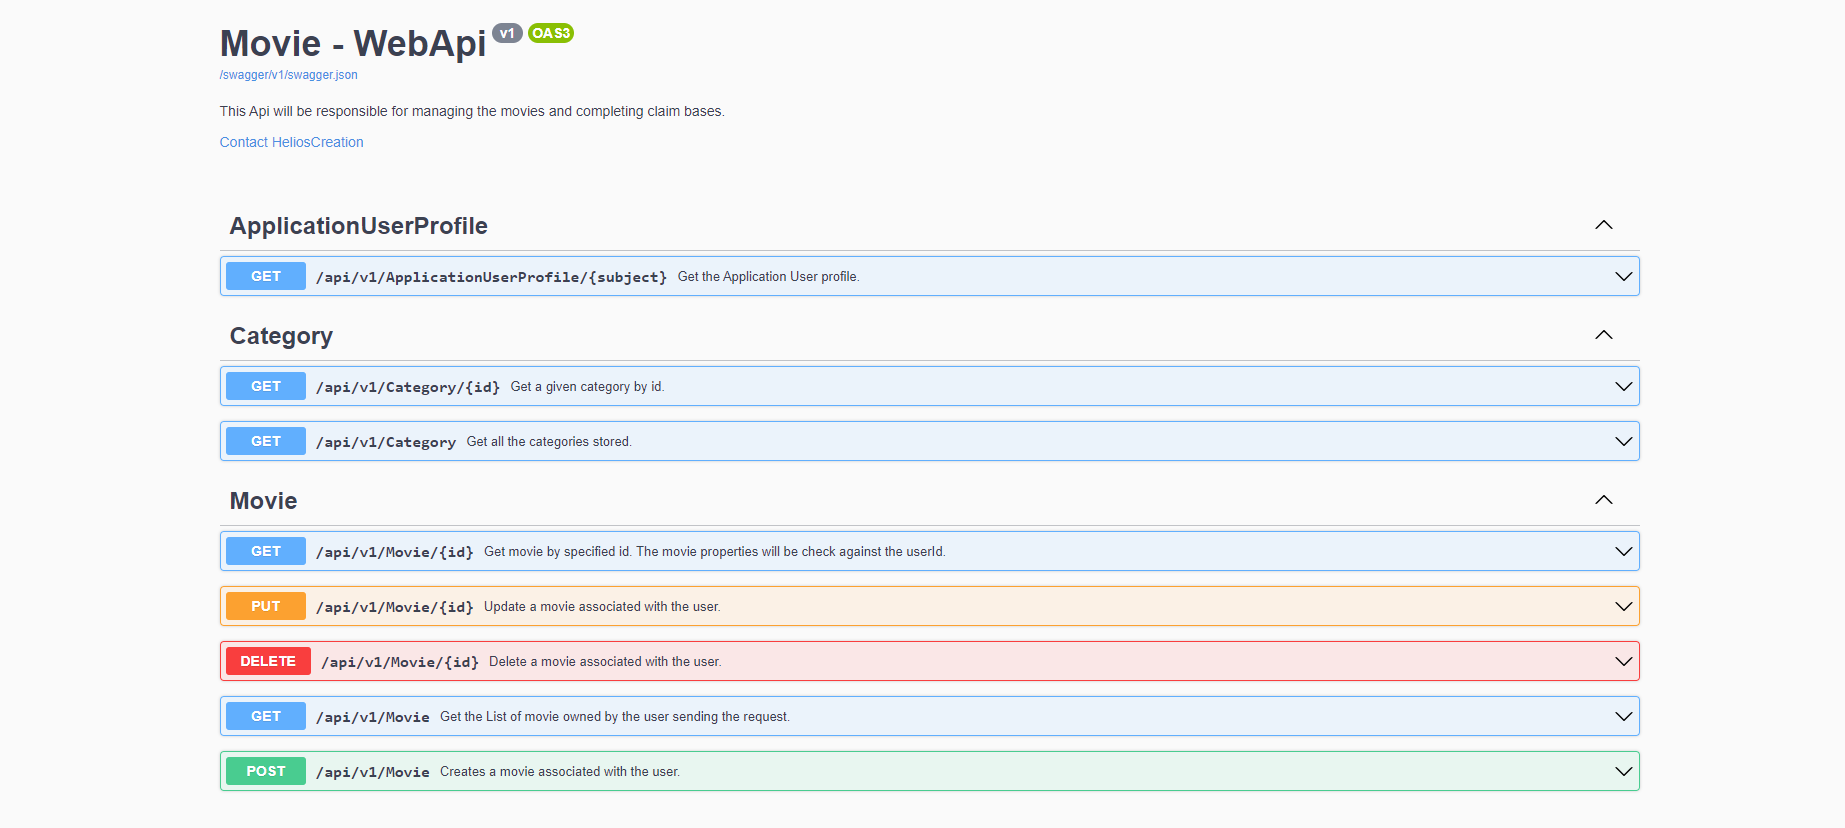 Movie - WebApi v1 OAS3
/swagger/v1/swagger.json
This Api will be responsible for managing the movies and completing claim bases.
Contact HeliosCreation
ApplicationUserProfile
GET /api/v1/ApplicationUserProfile/{subject} Get the Application User profile.
Category
GET /api/v1/Category/{id} Get a given category by id.
GET /api/v1/Category Get all the categories stored.
Movie
GET /api/v1/Movie/{id} Get movie by specified id. The movie properties will be check against the userId.
PUT /api/v1/Movie/{id} Update a movie associated with the user.
DELETE /api/v1/Movie/{id} Delete a movie associated with the user.
GET /api/v1/Movie Get the List of movie owned by the user sending the request.
POST /api/v1/Movie Creates a movie associated with the user.